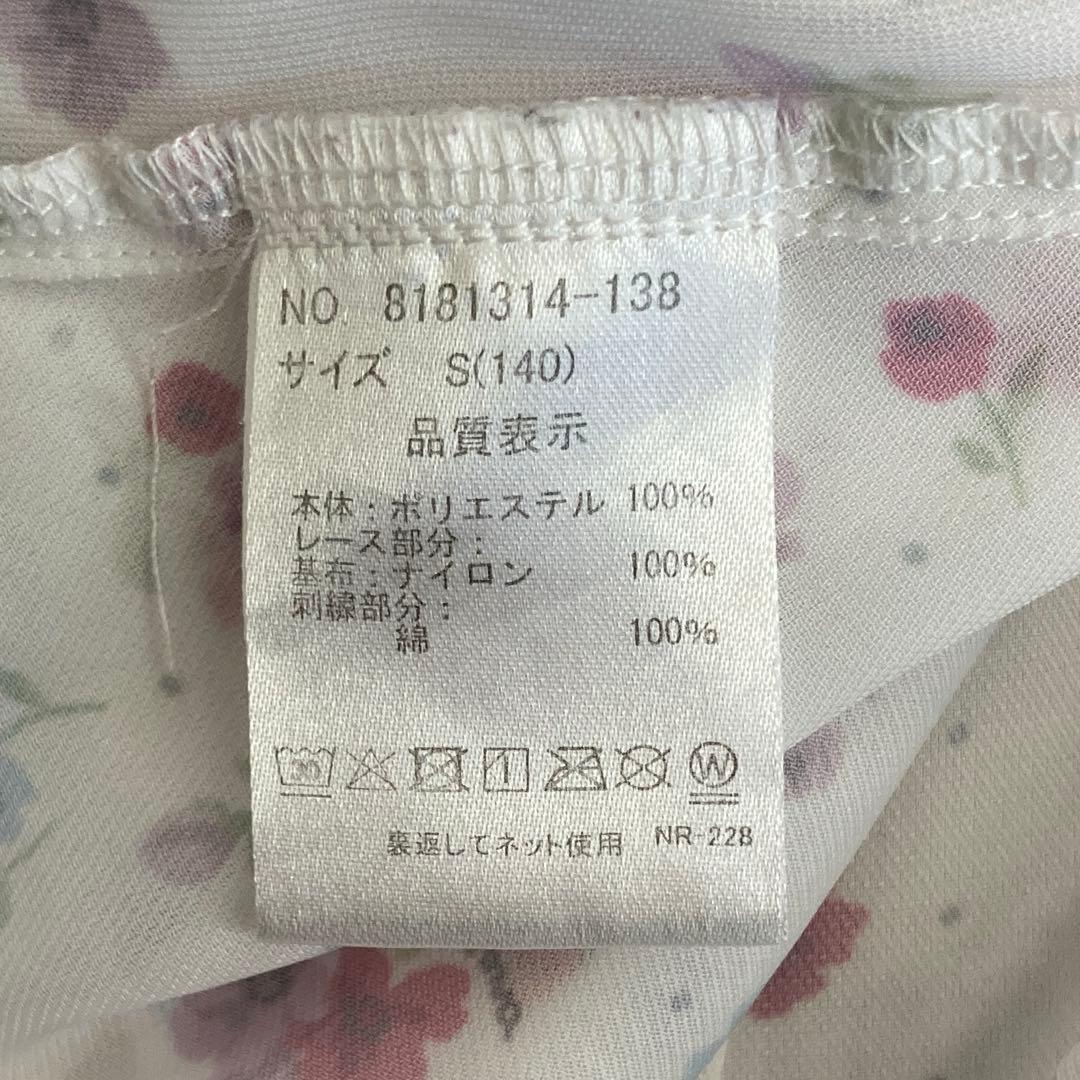 NO. 8181314-138
サイズ S(140)
品質表示
本体：ポリエステル 100%
レース部分：
基布：ナイロン 100%
刺繍部分：
綿 100%
30 W
裏返してネット使用 NR-228